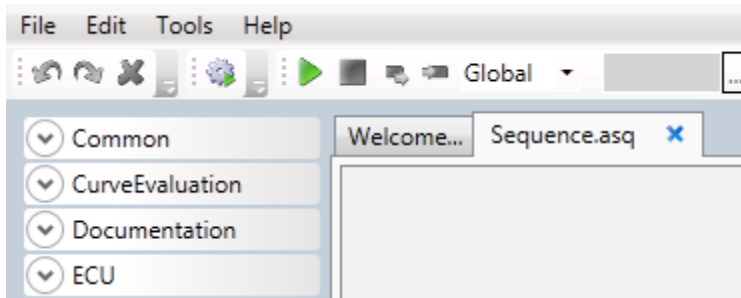 File Edit Tools Help
Global ...
Common
CurveEvaluation
Documentation
ECU
Welcome... Sequence.asq